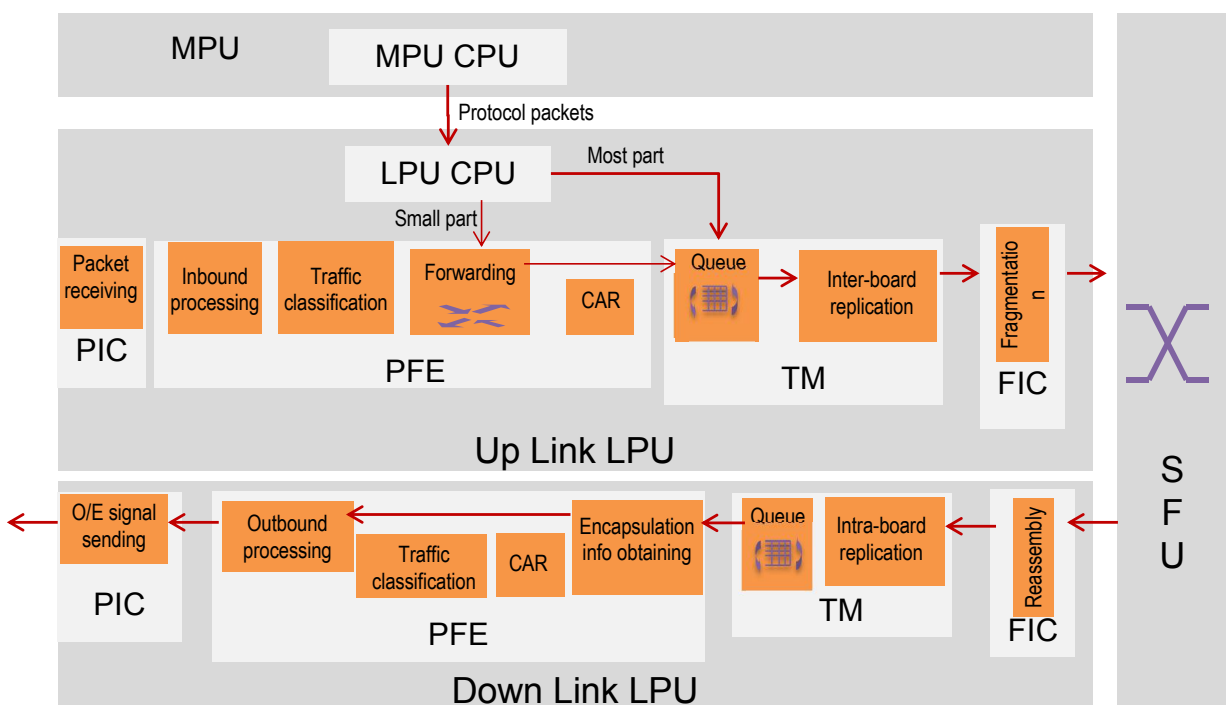 MPU
MPU CPU
Protocol packets
LPU CPU
Most part
Small part
Packet
receiving
PIC
Inbound
processing
Traffic
classification
Forwarding
CAR
PFE
Queue
Inter-board
replication
TM
Fragmentatio
n
FIC
Up Link LPU
S
F
U
O/E signal
sending
PIC
Outbound
processing
Traffic
classification
CAR
Encapsulation
info obtaining
PFE
Queue
Intra-board
replication
TM
Reassembly
FIC
Down Link LPU